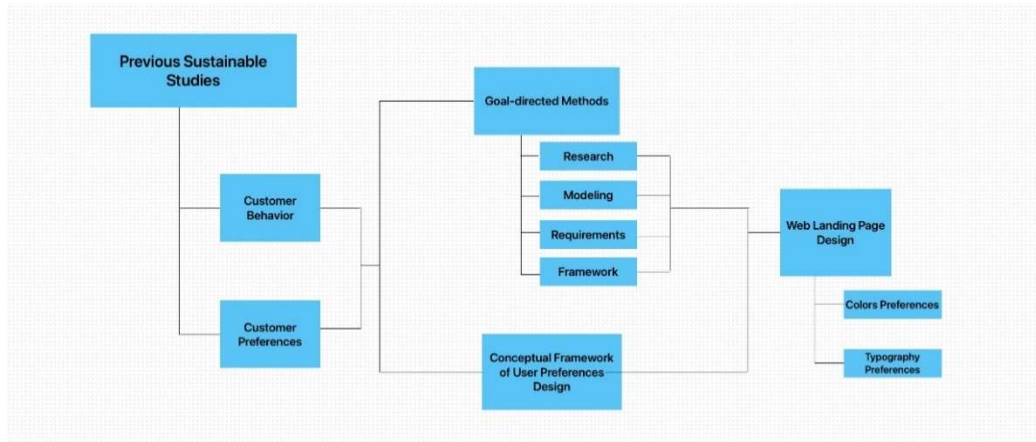 Previous Sustainable
Studies
Customer
Behavior
Customer
Preferences
Goal-directed Methods
Research
Modeling
Requirements
Framework
Conceptual Framework
of User Preferences
Design
Web Landing Page
Design
Colors Preferences
Typography
Preferences